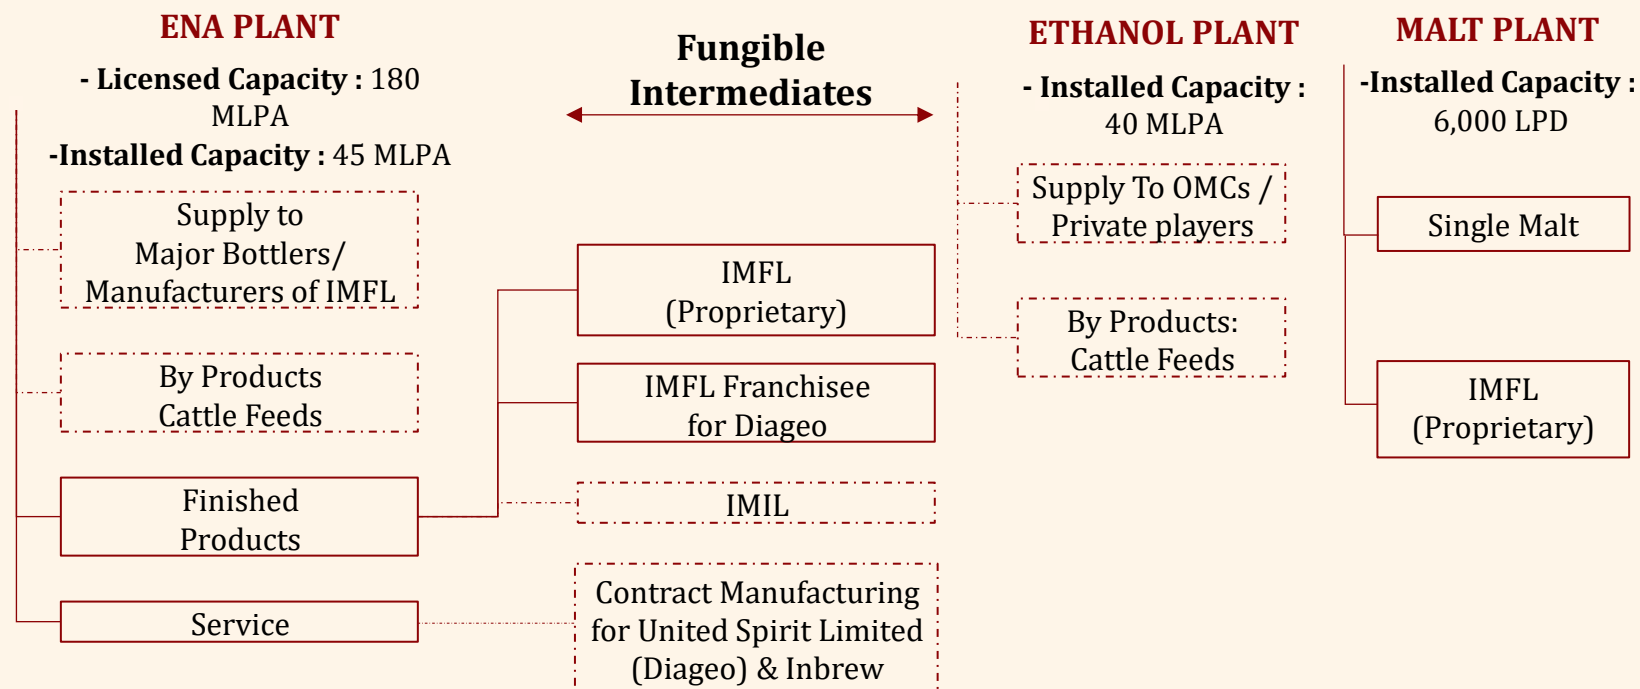 ENA PLANT
- Licensed Capacity : 180
MLPA
-Installed Capacity : 45 MLPA
Supply to
Major Bottlers/
Manufacturers of IMFL
By Products
Cattle Feeds
Finished
Products
Service
Fungible
Intermediates
IMFL
(Proprietary)
IMFL Franchisee
for Diageo
IMIL
Contract Manufacturing
for United Spirit Limited
(Diageo) & Inbrew
ETHANOL PLANT
- Installed Capacity :
40 MLPA
Supply To OMCs /
Private players
By Products:
Cattle Feeds
MALT PLANT
-Installed Capacity :
6,000 LPD
Single Malt
IMFL
(Proprietary)